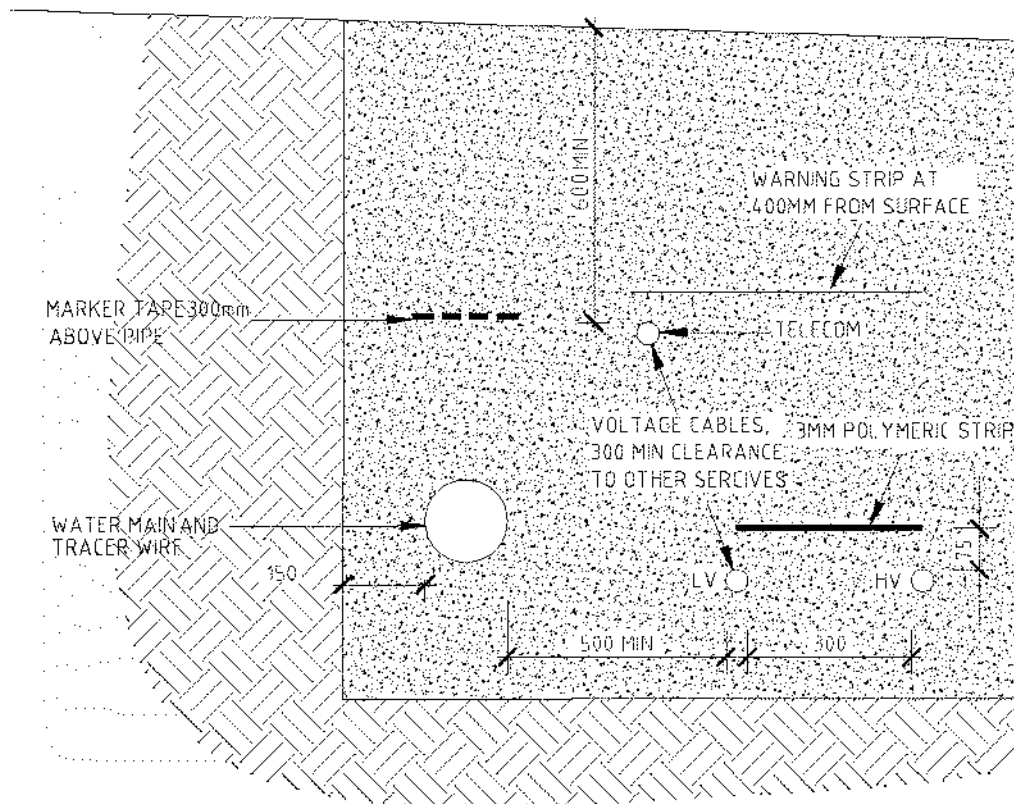 600 MIN
WARNING STRIP AT
400MM FROM SURFACE
MARKER TAPE 300mm
ABOVE PIPE
TELECOM
VOLTAGE CABLES,
300 MIN CLEARANCE
TO OTHER SERCIVES
3MM POLYMERIC STRIP
WATER MAIN AND
TRACER WIRE
150
75
LV
HV
500 MIN
300